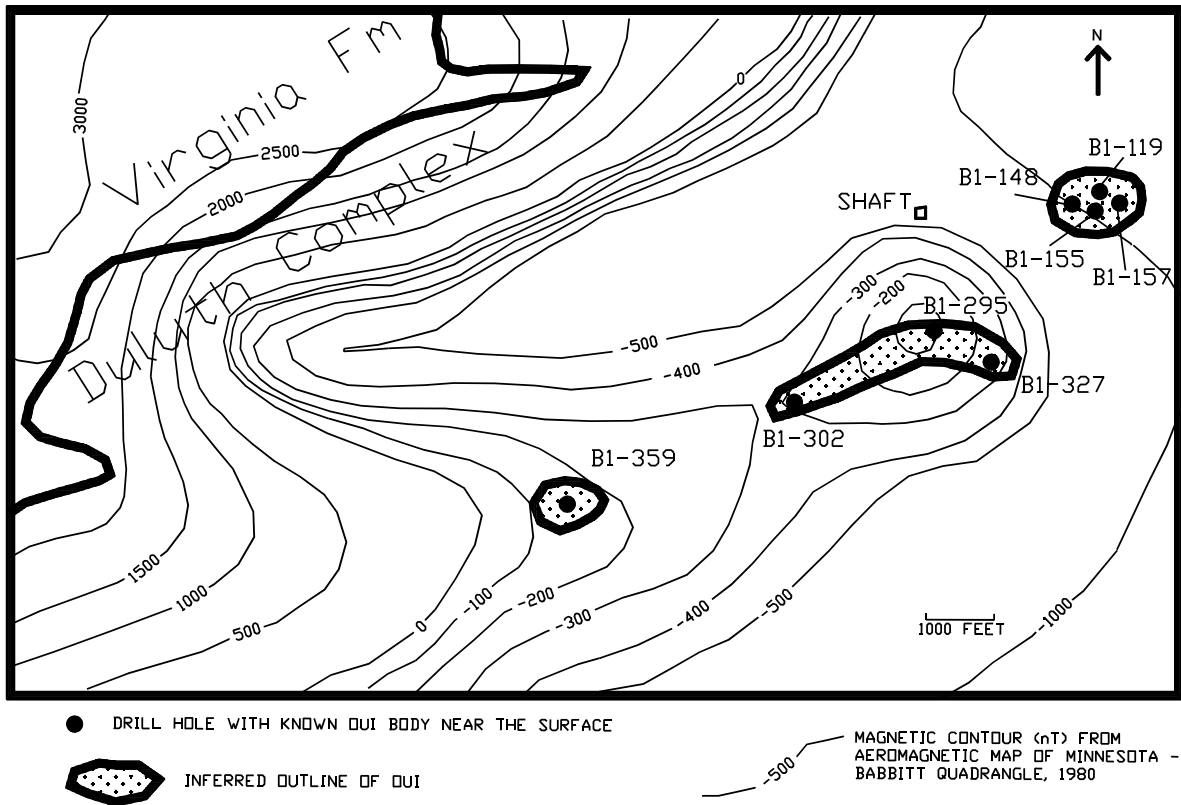 Virginia Fm
N
0
3000
2500
B1-119
B1-148
2000
SHAFT
Duluth Complex
B1-155
B1-157
-300
-200
B1-295
-500
-400
B1-327
B1-302
B1-359
1500
1000
-100
-200
-500
-400
-1000
500
0
-300
1000 FEET
DRILL HOLE WITH KNOWN OUI BODY NEAR THE SURFACE
INFERRED OUTLINE OF OUI
-500
MAGNETIC CONTOUR (nT) FROM
AEROMAGNETIC MAP OF MINNESOTA -
BABBITT QUADRANGLE, 1980